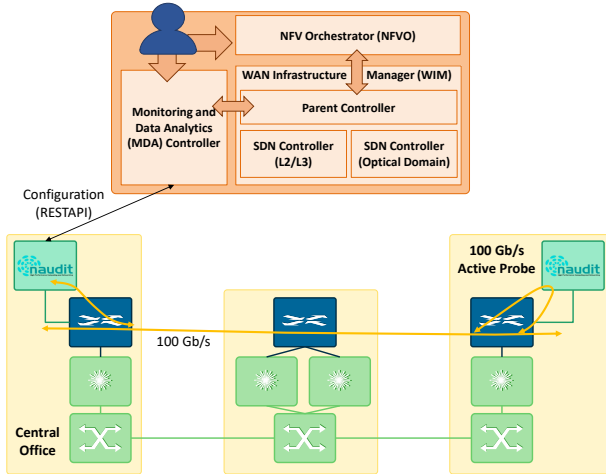 NFV Orchestrator (NFVO)
WAN Infrastructure Manager (WIM)
Monitoring and
Data Analytics
(MDA) Controller
Parent Controller
SDN Controller
(L2/L3)
SDN Controller
(Optical Domain)
Configuration
(RESTAPI)
naudit
100 Gb/s
Active Probe
naudit
100 Gb/s
Central
Office